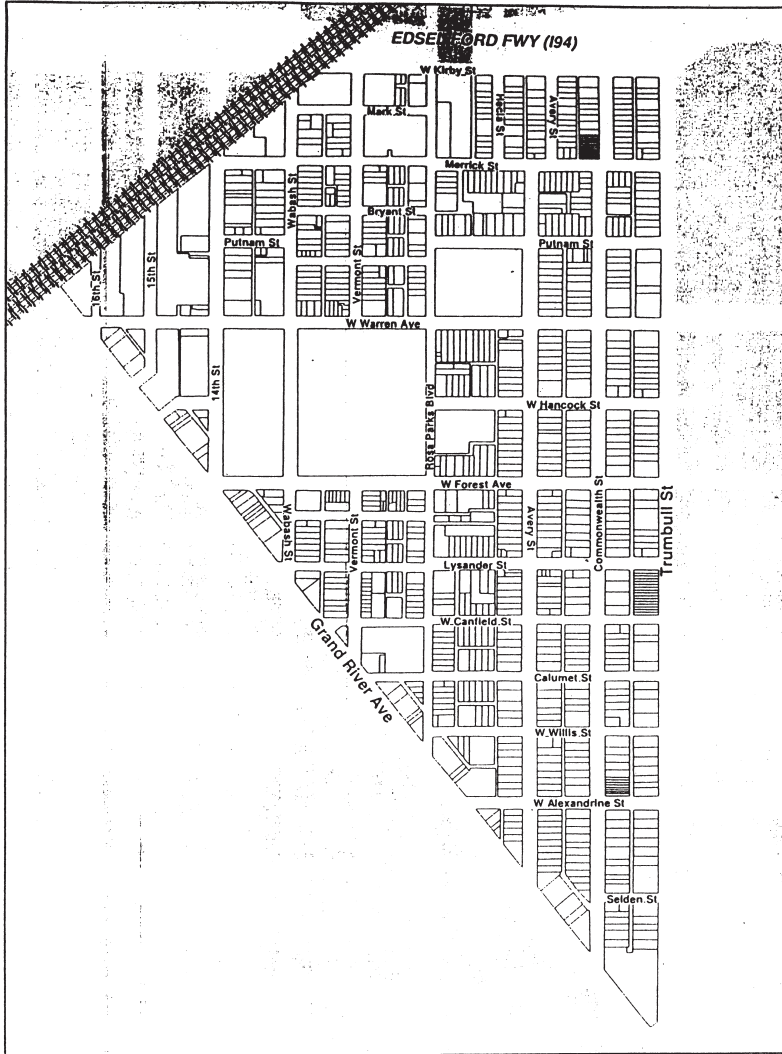 EDSEL FORD FWY (I94)
W Kirby St
Mark St
Hecla St
Avery St
Merrick St
Wabash St
Bryant St
Putnam St
Putnam St
Vermont St
15th St
16th St
W Warren Ave
14th St
Rosa Parks Blvd
W Hancock St
W Forest Ave
Wabash St
Vermont St
Avery St
Commonwealth St
Trumbull St
Lysander St
W Canfield St
Grand River Ave
Calumet St
W Willis St
W Alexandrine St
Selden St